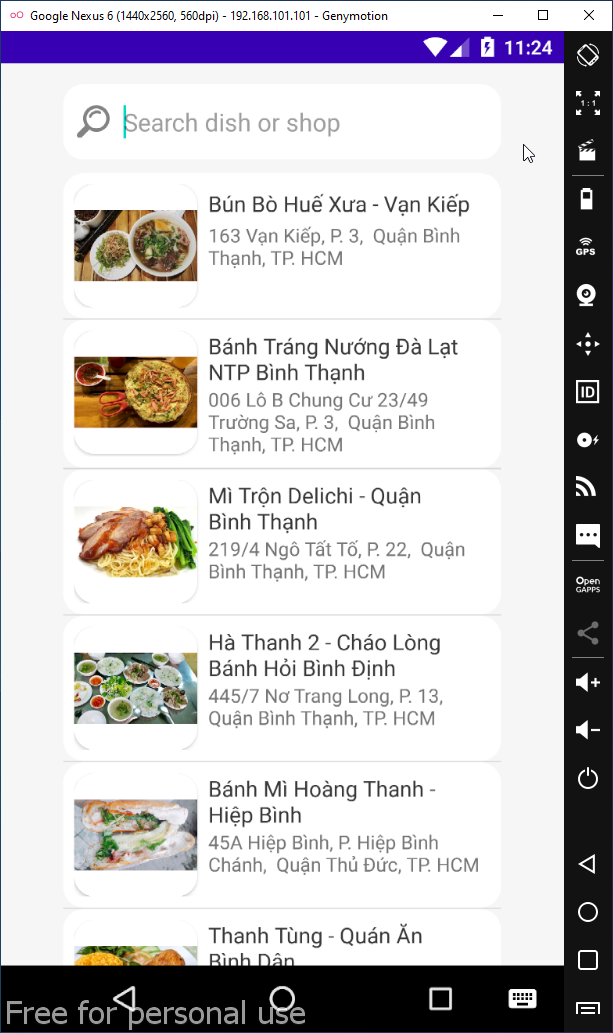 Google Nexus 6 (1440x2560, 560dpi) - 192.168.101.101 - Genymotion
11:24
Search dish or shop
Bún Bò Huế Xưa - Vạn Kiếp
163 Vạn Kiếp, P. 3,  Quận Bình
Thạnh, TP. HCM
Bánh Tráng Nướng Đà Lạt
NTP Bình Thạnh
006 Lô B Chung Cư 23/49
Trường Sa, P. 3,  Quận Bình
Thạnh, TP. HCM
Mì Trộn Delichi - Quận
Bình Thạnh
219/4 Ngô Tất Tố, P. 22,  Quận
Bình Thạnh, TP. HCM
Hà Thanh 2 - Cháo Lòng
Bánh Hỏi Bình Định
445/7 Nơ Trang Long, P. 13,
Quận Bình Thạnh, TP. HCM
Bánh Mì Hoàng Thanh -
Hiệp Bình
45A Hiệp Bình, P. Hiệp Bình
Chánh,  Quận Thủ Đức, TP. HCM
Thanh Tùng - Quán Ăn
Bình Dân
Free for personal use
1:1
GPS
ID
Open
GAPPS